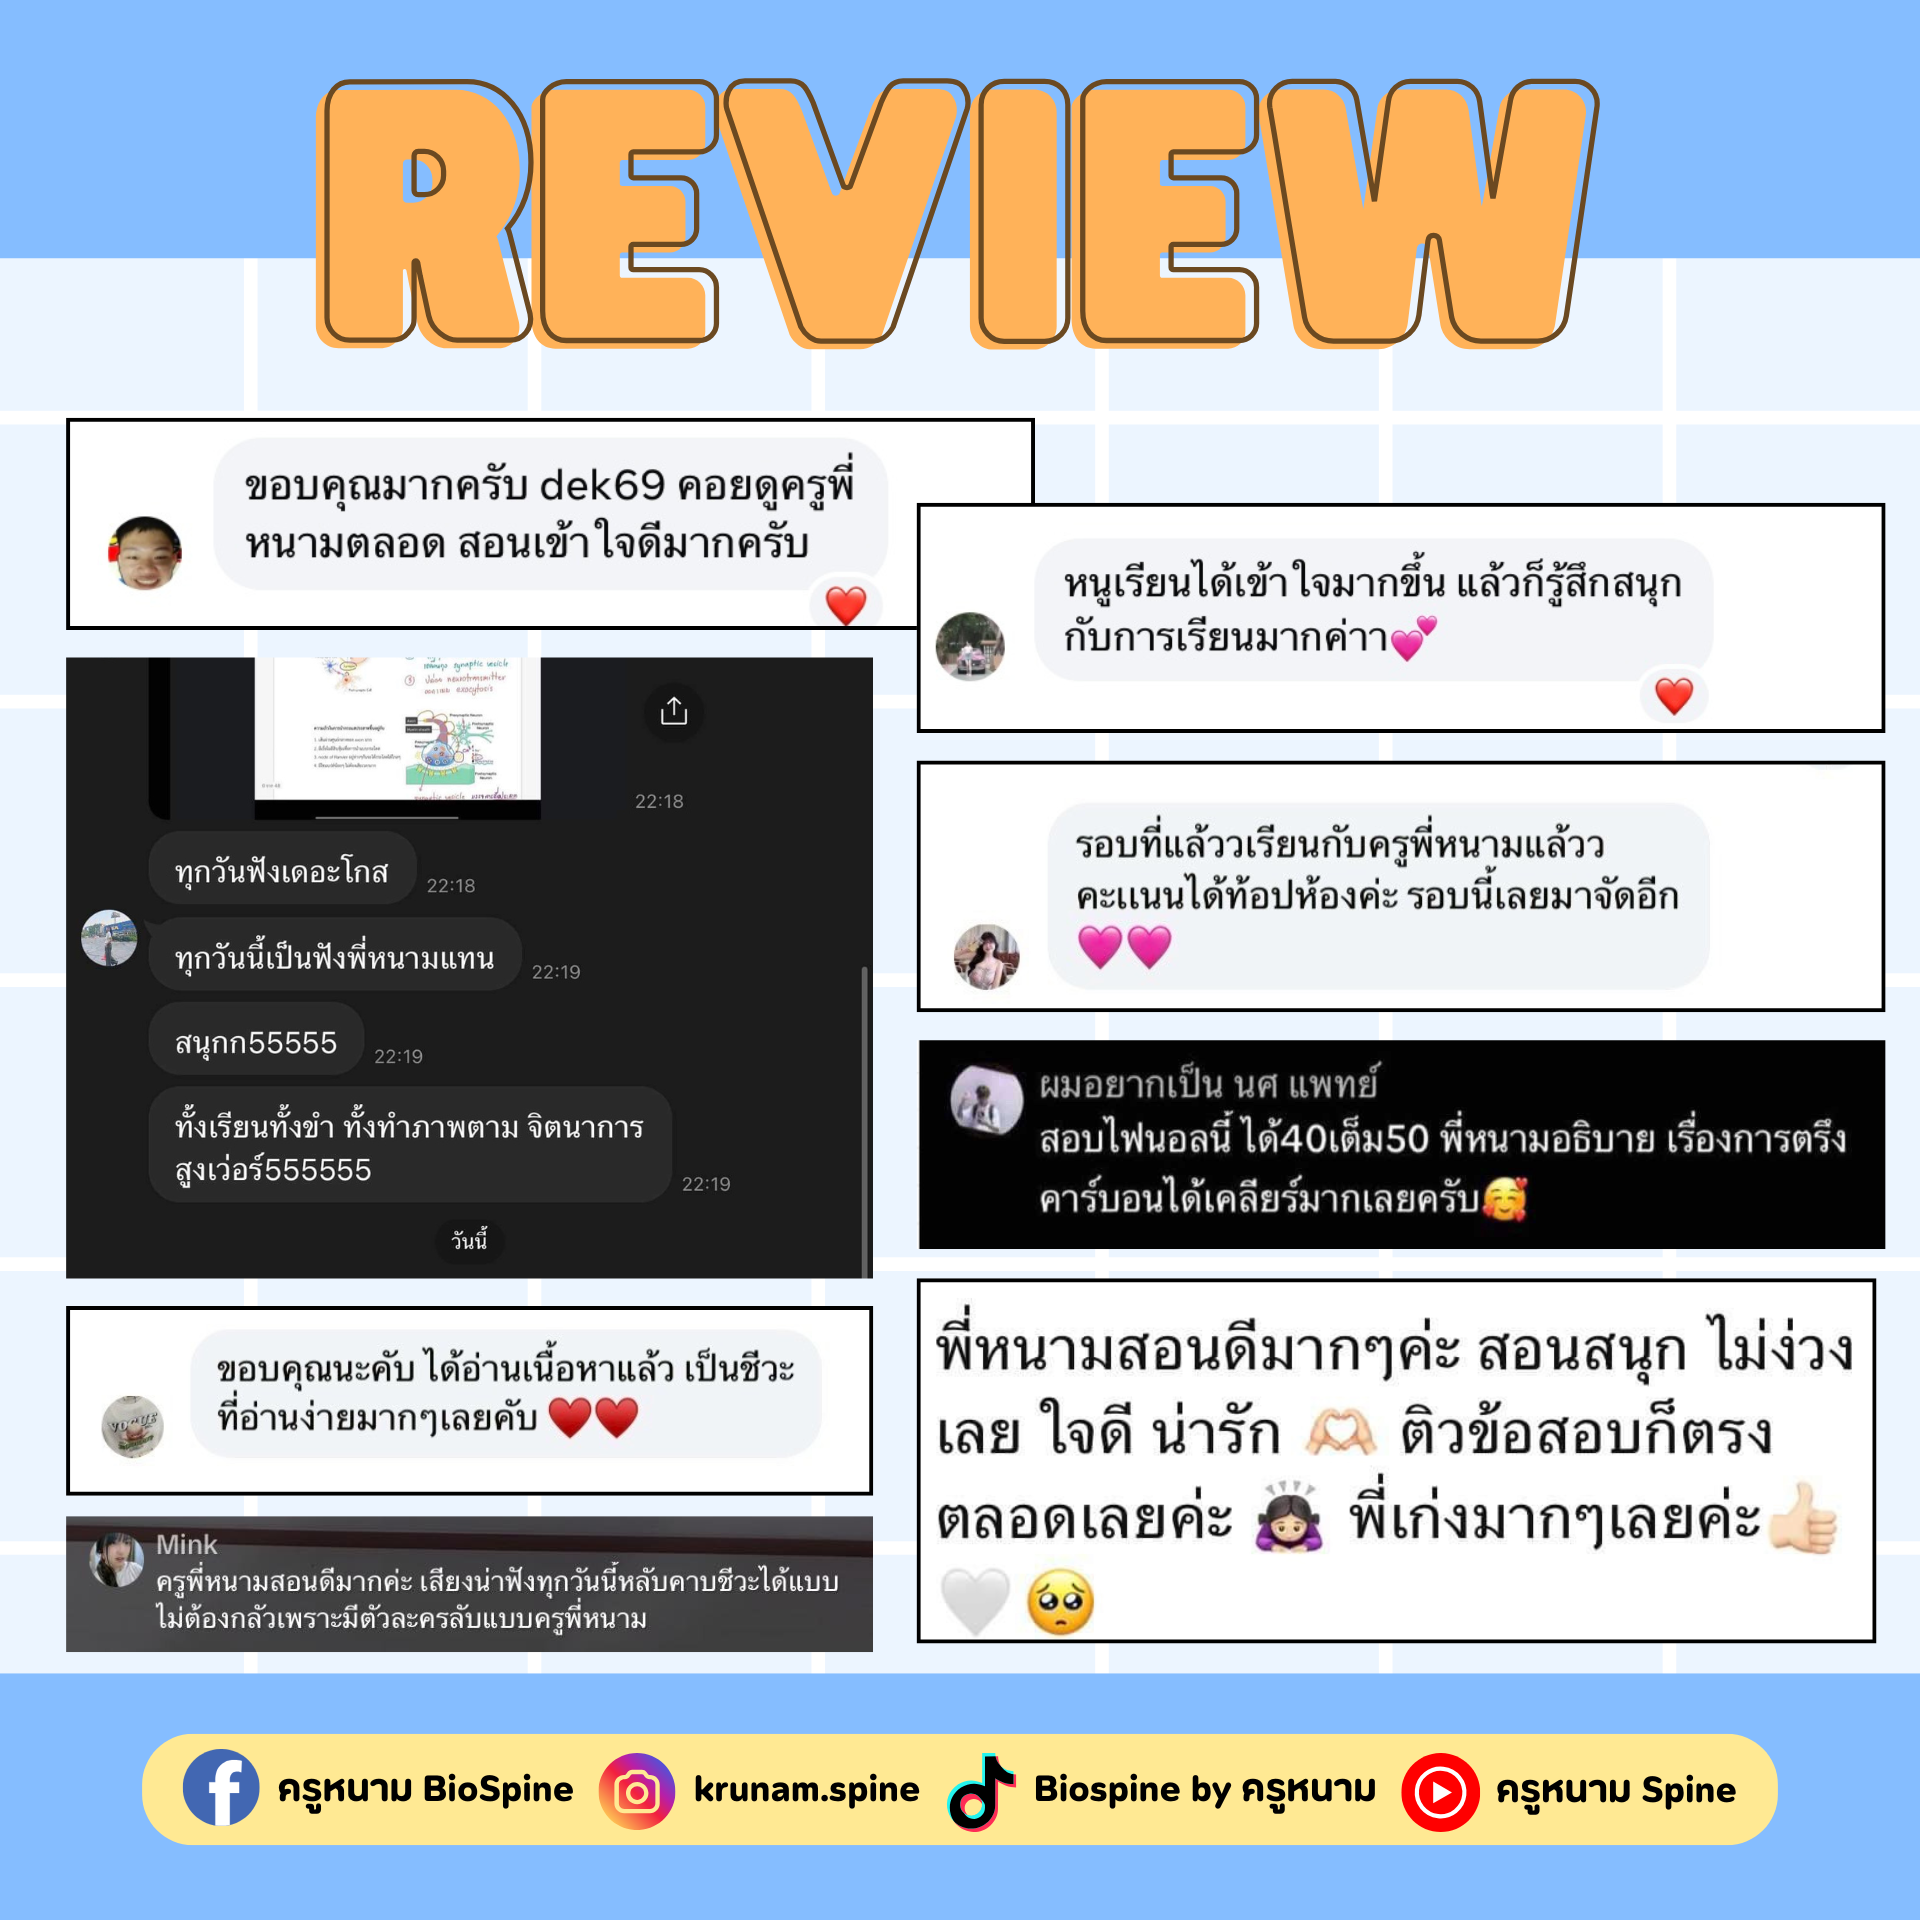 REVIEW
ขอบคุณมากครับ dek69 คอยดูครูพี่
หนามตลอด สอนเข้าใจดีมากครับ
หนูเรียนได้เข้าใจมากขึ้น แล้วก็รู้สึกสนุก
กับการเรียนมากค่าา💕
synaptic vesicle
neurotransmitter
exocytosis
22:18
ทุกวันฟังเดอะโกส
22:18
ทุกวันนี้เป็นฟังพี่หนามแทน
22:19
สนุกก55555
22:19
ทั้งเรียนทั้งขำ ทั้งทำภาพตาม จิตนาการ
สูงเว่อร์555555
22:19
วันนี้
รอบที่แล้ววเรียนกับครูพี่หนามแล้วว
คะแนนได้ท้อปห้องค่ะ รอบนี้เลยมาจัดอีก
🩷🩷
ผมอยากเป็น นศ แพทย์
สอบไฟนอลนี้ ได้40เต็ม50 พี่หนามอธิบาย เรื่องการตรึง
คาร์บอนได้เคลียร์มากเลยครับ🥰
ขอบคุณนะคับ ได้อ่านเนื้อหาแล้ว เป็นชีวะ
ที่อ่านง่ายมากๆเลยคับ ♥️♥️
Mink
ครูพี่หนามสอนดีมากค่ะ เสียงน่าฟังทุกวันนี้หลับคาบชีวะได้แบบ
ไม่ต้องกลัวเพราะมีตัวละครลับแบบครูพี่หนาม
พี่หนามสอนดีมากๆค่ะ สอนสนุก ไม่ง่วง
เลย ใจดี น่ารัก 🫶🏻 ติวข้อสอบก็ตรง
ตลอดเลยค่ะ 🙇🏻‍♀️ พี่เก่งมากๆเลยค่ะ👍🏻
🤍🥺
ครูหนาม BioSpine
krunam.spine
Biospine by ครูหนาม
ครูหนาม Spine